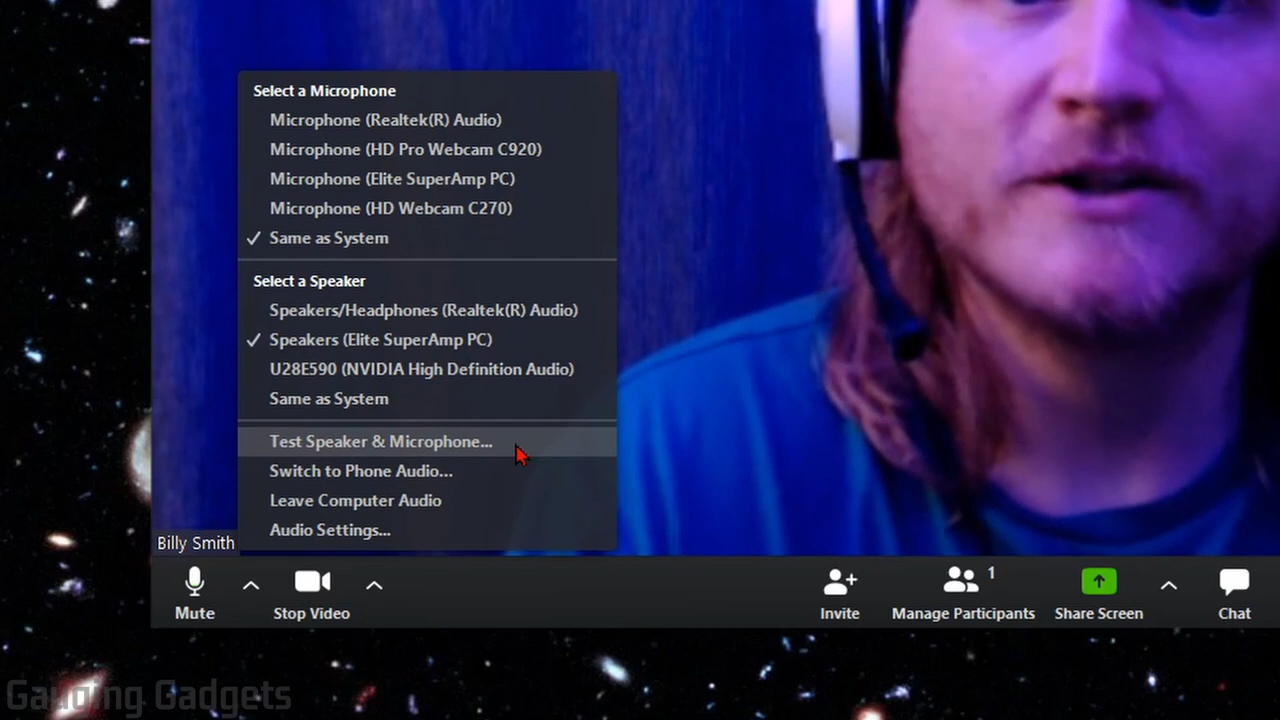 Select a Microphone
Microphone (Realtek(R) Audio)
Microphone (HD Pro Webcam C920)
Microphone (Elite SuperAmp PC)
Microphone (HD Webcam C270)
Same as System
Select a Speaker
Speakers/Headphones (Realtek(R) Audio)
Speakers (Elite SuperAmp PC)
U28E590 (NVIDIA High Definition Audio)
Same as System
Test Speaker & Microphone...
Switch to Phone Audio...
Leave Computer Audio
Audio Settings...
Billy Smith
Mute
Stop Video
Invite
1
Manage Participants
Share Screen
Chat
Gauging Gadgets